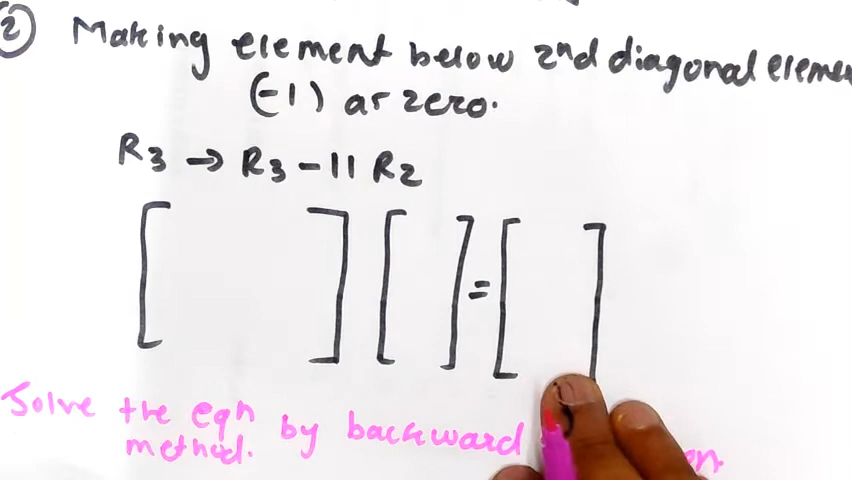 2 Making element below 2nd diagonal elemen
(-1) as zero.
R3 → R3 - 11 R2
[ ] [ ] = [ ]
Solve the eqn by backward
method.